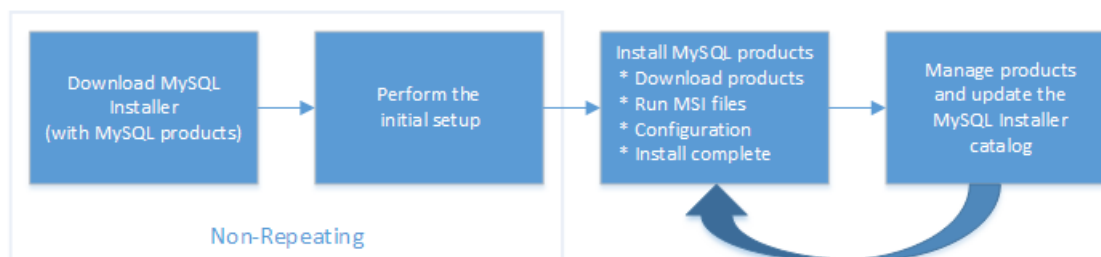 Download MySQL
Installer
(with MySQL products)
Perform the
initial setup
Install MySQL products
* Download products
* Run MSI files
* Configuration
* Install complete
Manage products
and update the
MySQL Installer
catalog
Non-Repeating